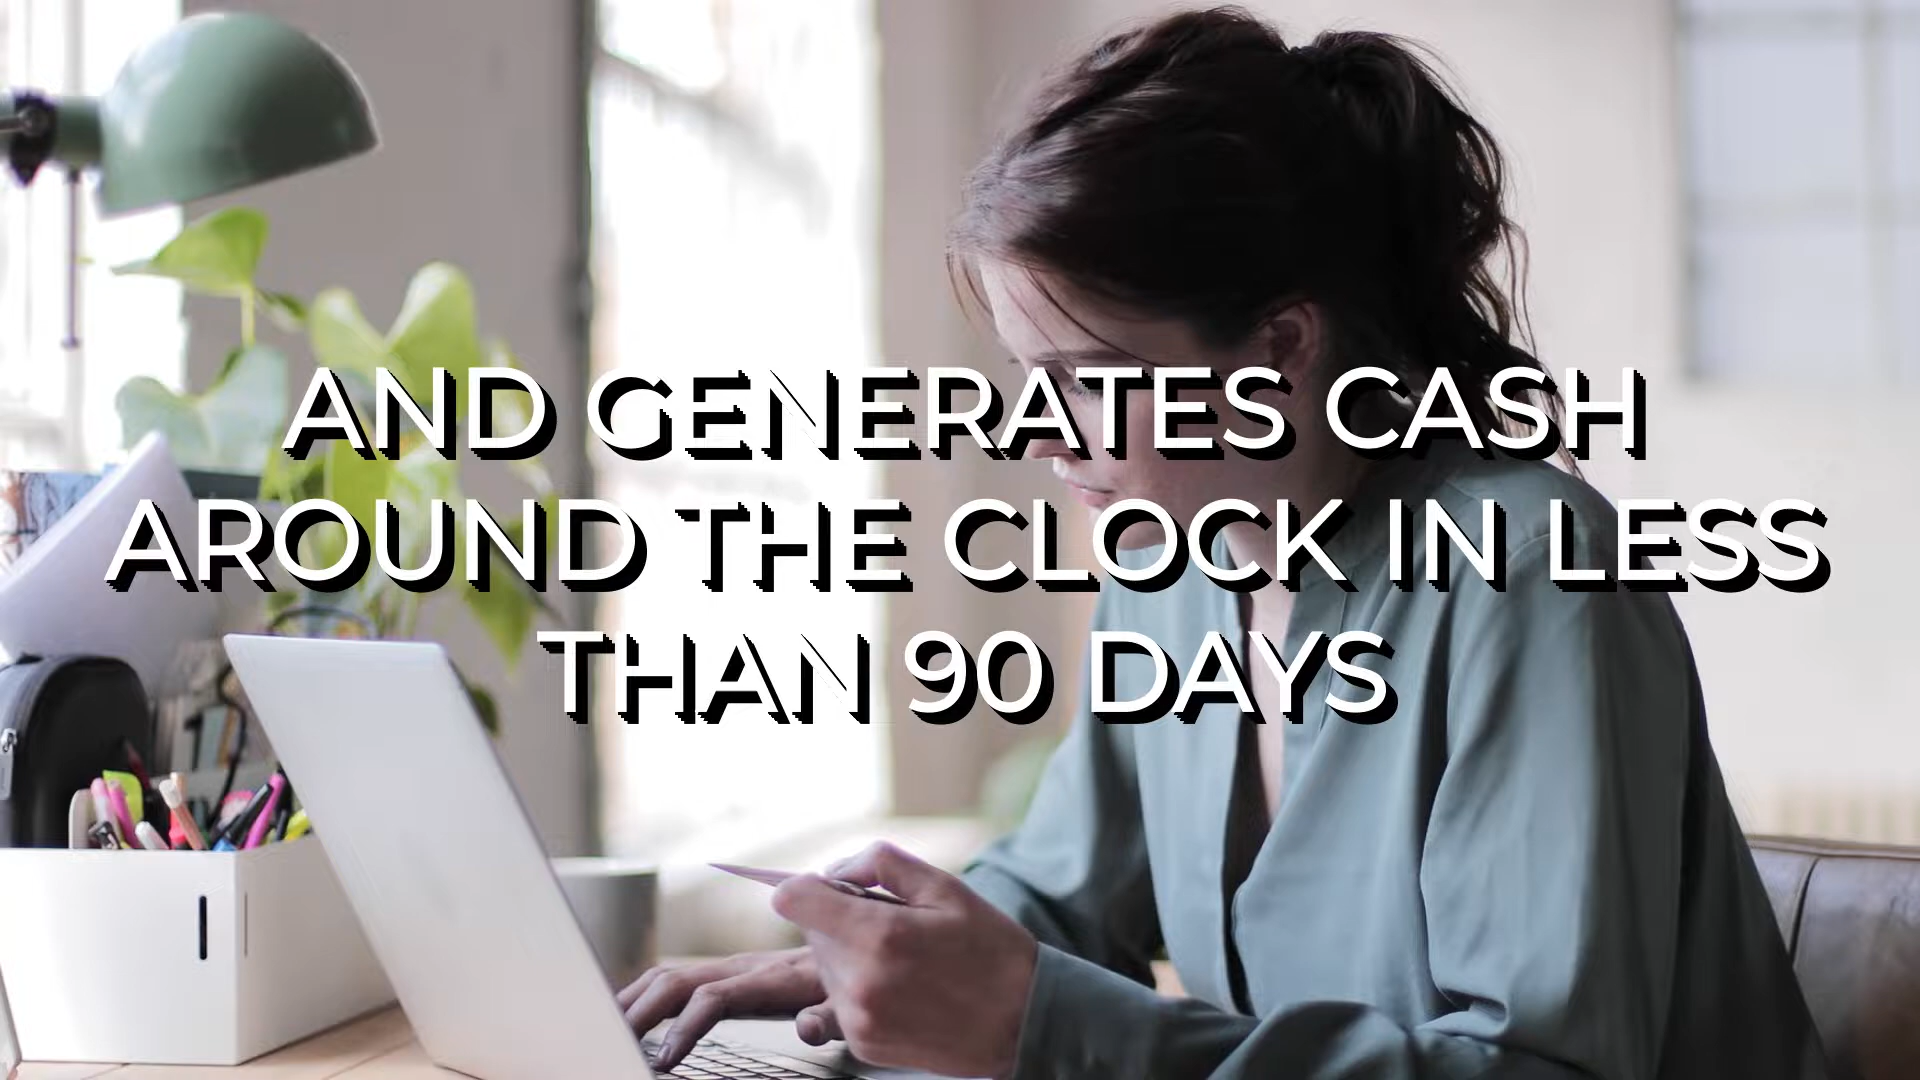 AND GENERATES CASH
AROUND THE CLOCK IN LESS
THAN 90 DAYS